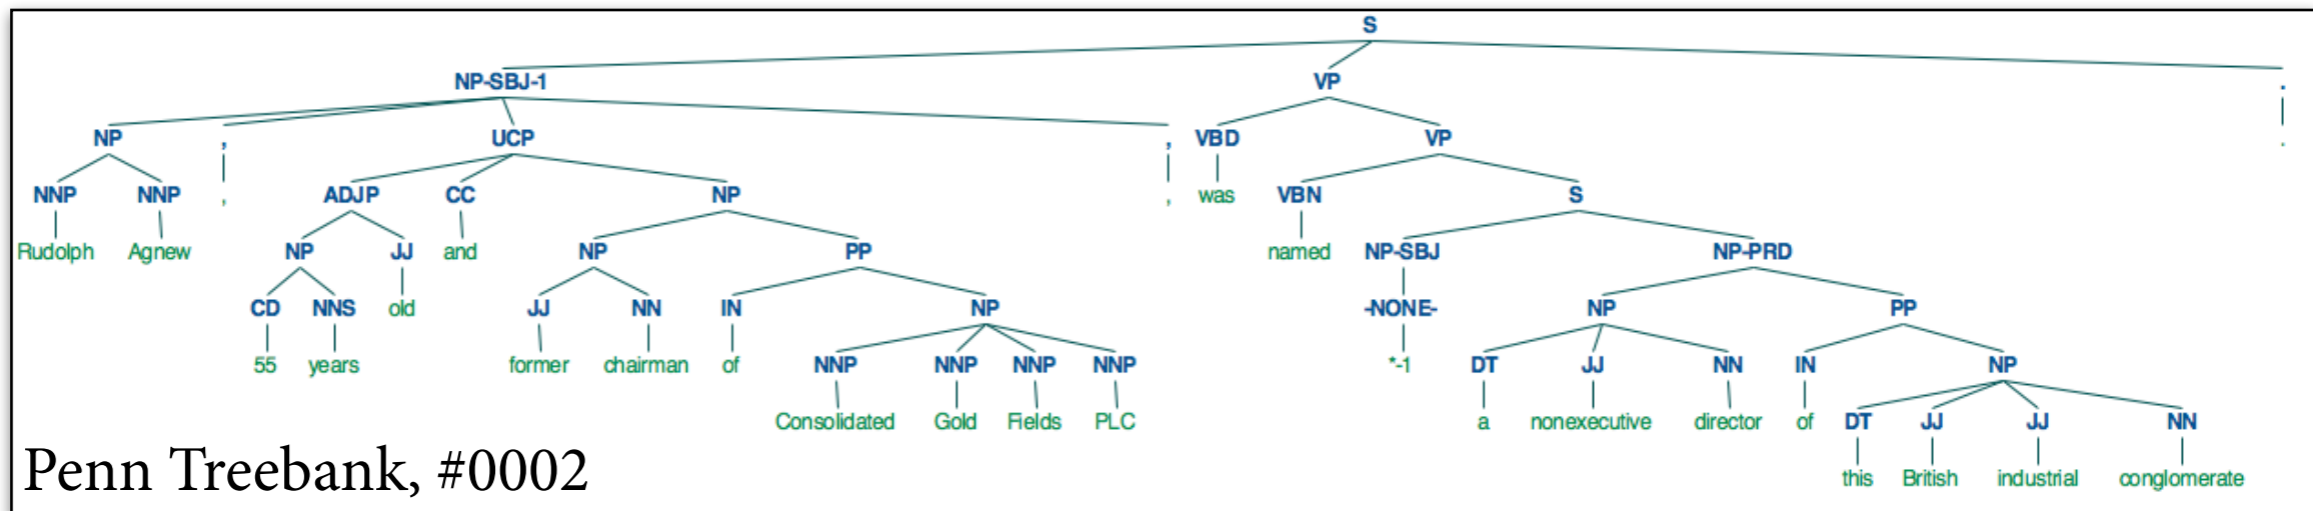 S
NP-SBJ-1 VP .
NP , UCP , VBD VP .
NNP NNP , ADJP CC NP , was VBN S
Rudolph Agnew NP JJ and NP PP named NP-SBJ NP-PRD
CD NNS old JJ NN IN NP -NONE- NP PP
55 years former chairman of NNP NNP NNP NNP *-1 DT JJ NN IN NP
Consolidated Gold Fields PLC a nonexecutive director of DT JJ JJ NN
this British industrial conglomerate
Penn Treebank, #0002